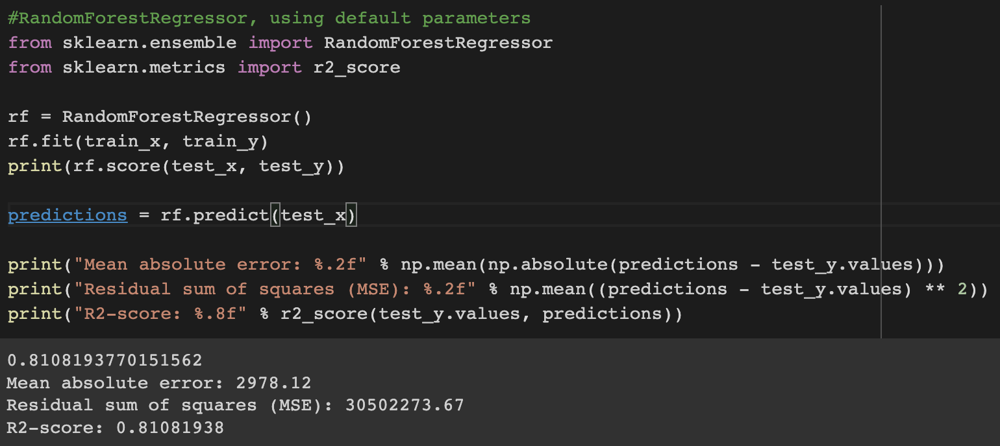 #RandomForestRegressor, using default parameters
from sklearn.ensemble import RandomForestRegressor
from sklearn.metrics import r2_score
rf = RandomForestRegressor()
rf.fit(train_x, train_y)
print(rf.score(test_x, test_y))
predictions = rf.predict(test_x)
print("Mean absolute error: %.2f" % np.mean(np.absolute(predictions - test_y.values)))
print("Residual sum of squares (MSE): %.2f" % np.mean((predictions - test_y.values) ** 2))
print("R2-score: %.8f" % r2_score(test_y.values, predictions))
0.8108193770151562
Mean absolute error: 2978.12
Residual sum of squares (MSE): 30502273.67
R2-score: 0.81081938